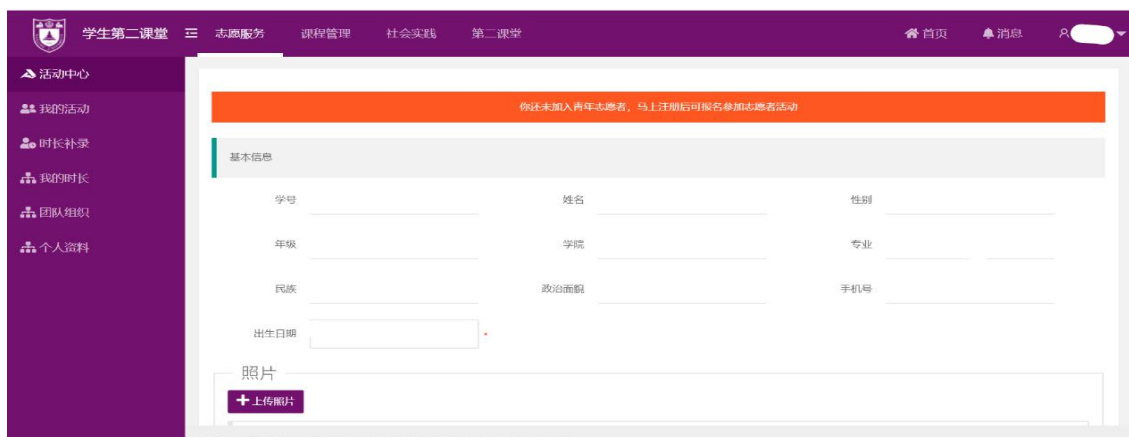 学生第二课堂 志愿服务 课程管理 社会实践 第二课堂 首页 消息
活动中心
我的活动
时长补录
我的时长
团队组织
个人资料
你还未加入青年志愿者，马上注册后可报名参加志愿者活动
基本信息
学号 姓名 性别
年级 学院 专业
民族 政治面貌 手机号
出生日期 *
照片
上传照片